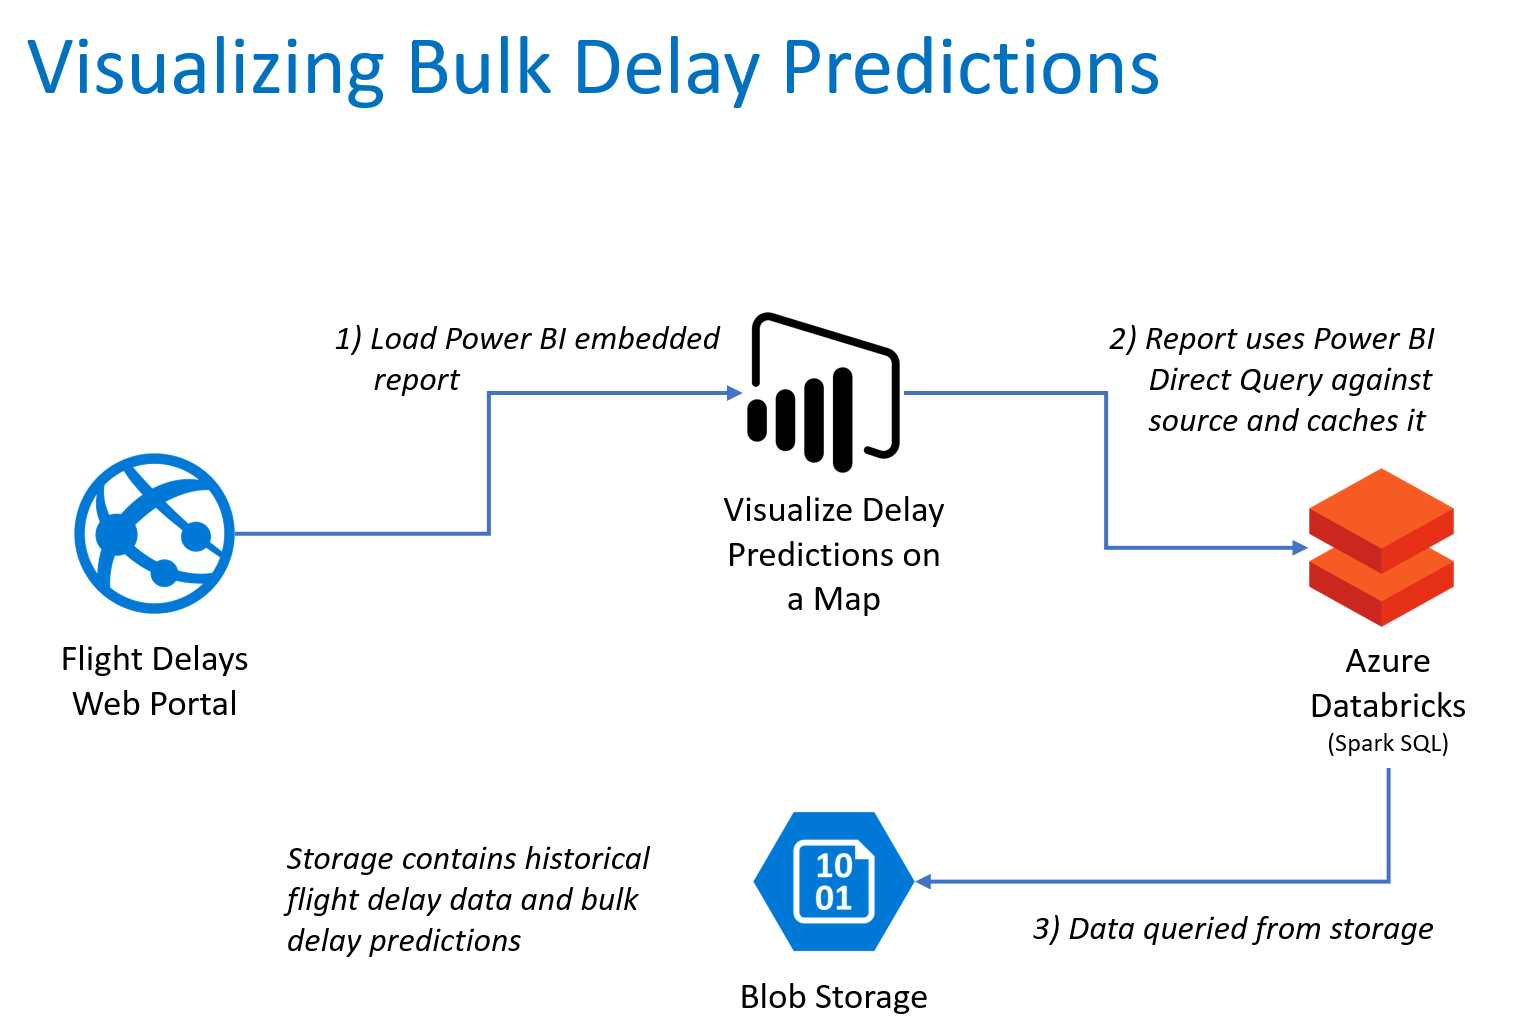 Visualizing Bulk Delay Predictions
1) Load Power BI embedded
report
2) Report uses Power BI
Direct Query against
source and caches it
Visualize Delay
Predictions on
a Map
Flight Delays
Web Portal
Azure
Databricks
(Spark SQL)
Storage contains historical
flight delay data and bulk
delay predictions
10
01
3) Data queried from storage
Blob Storage